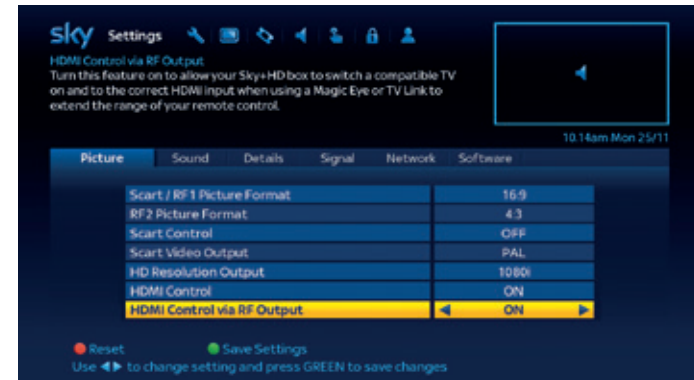 sky Settings
HDMI Control via RF Output
Turn this feature on to allow your Sky+HD box to switch a compatible TV
on and to the correct HDMI input when using a Magic Eye or TV Link to
extend the range of your remote control.
10.14am Mon 25/11
Picture Sound Details Signal Network Software
Scart / RF1 Picture Format 16:9
RF2 Picture Format 4:3
Scart Control OFF
Scart Video Output PAL
HD Resolution Output 1080i
HDMI Control ON
HDMI Control via RF Output ON
Reset Save Settings
Use ◀▶ to change setting and press GREEN to save changes